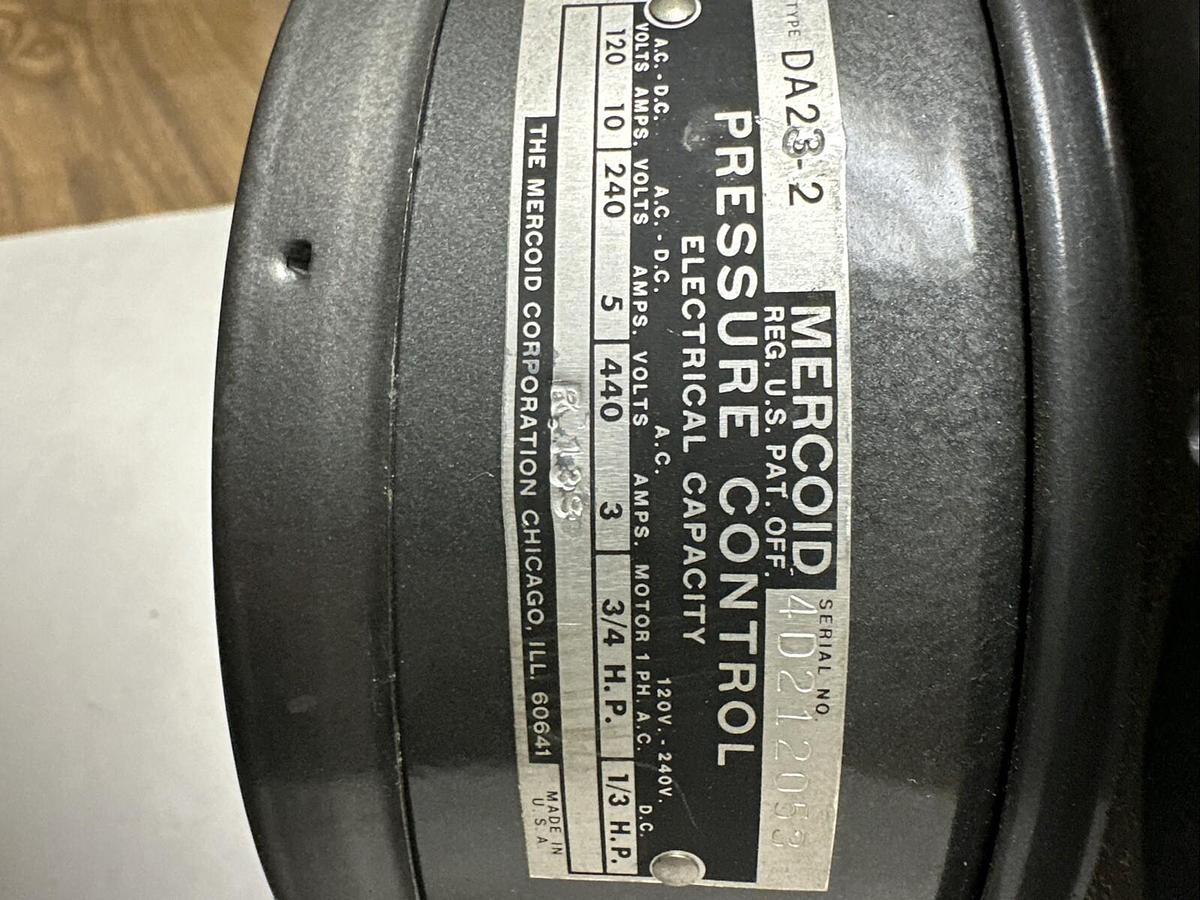 TYPE DA23-2 MERCOID SERIAL NO. 4D212053
REG. U.S. PAT. OFF.
PRESSURE CONTROL
ELECTRICAL CAPACITY
A.C. - D.C. A.C. - D.C. A.C. 120V. - 240V. D.C.
VOLTS AMPS. VOLTS AMPS. VOLTS AMPS. MOTOR 1 PH. A.C.
120 10 240 5 440 3 3/4 H.P. 1/3 H.P.
THE MERCOID CORPORATION CHICAGO, ILL. 60641
MADE IN
U.S.A